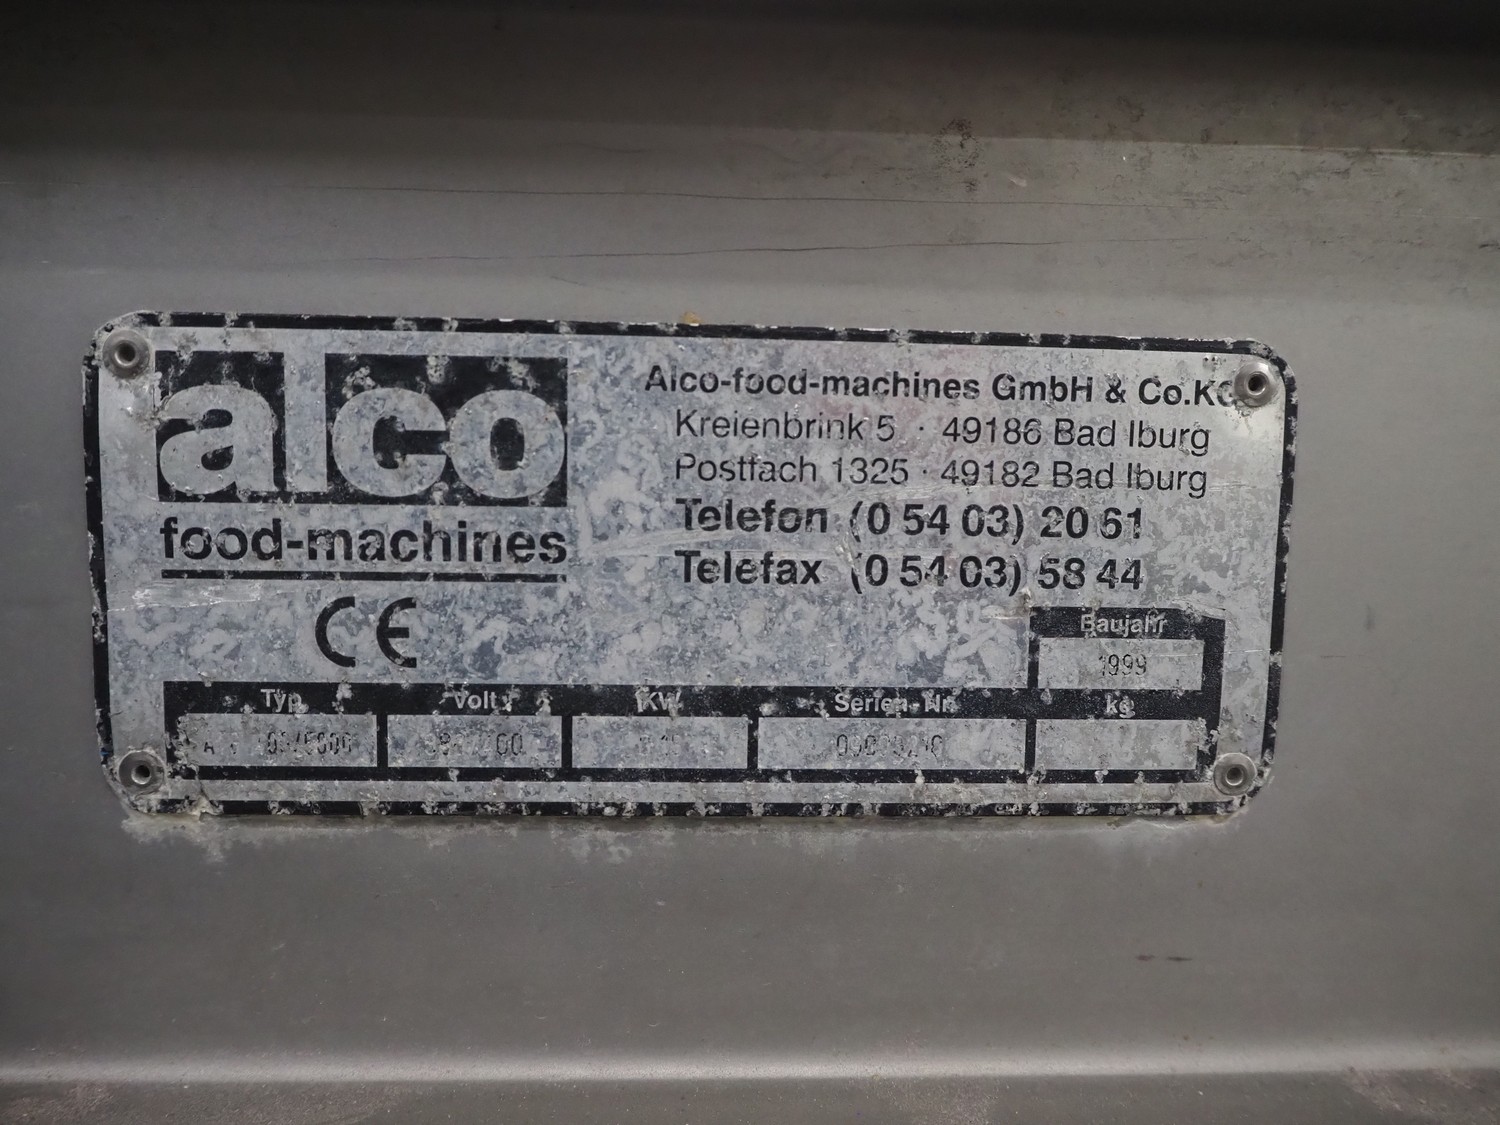 alco
food-machines
CE
Alco-food-machines GmbH & Co.KG
Kreienbrink 5 · 49186 Bad Iburg
Postfach 1325 · 49182 Bad Iburg
Telefon (0 54 03) 20 61
Telefax (0 54 03) 58 44
Baujahr
1999
Typ Volt KW Serien-Nr. kg